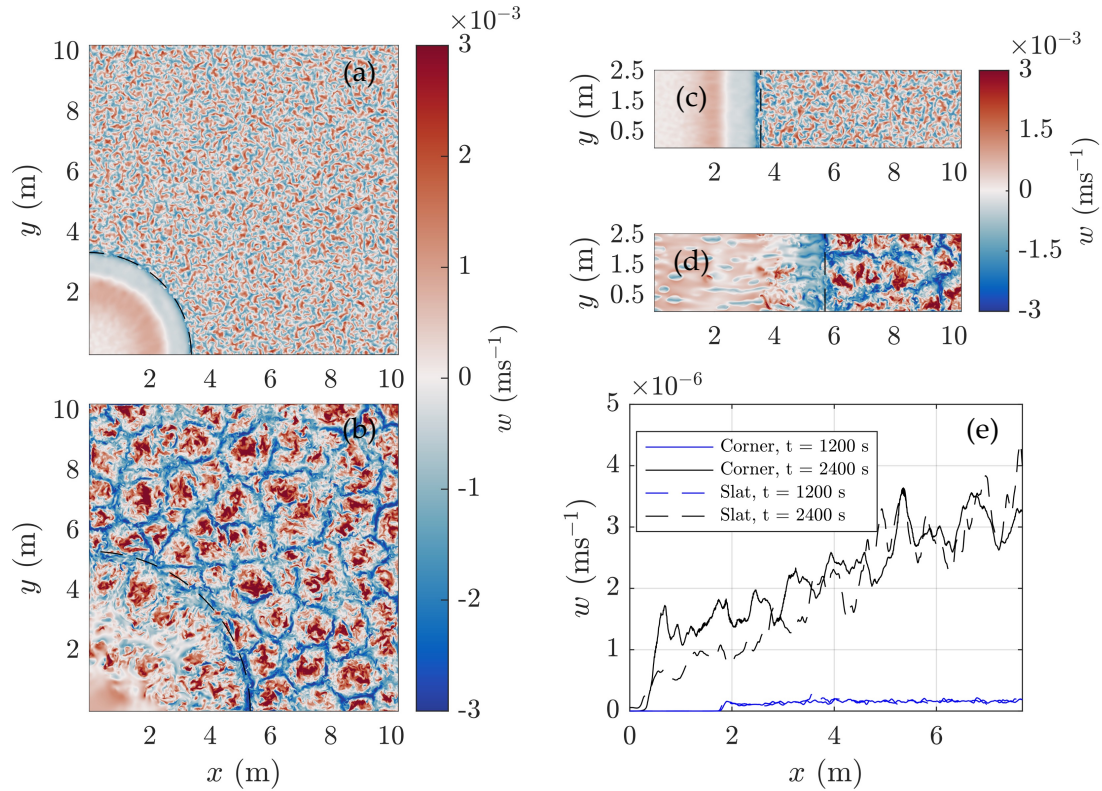 ×10⁻³
10
8
6
4
2
y (m)
(a)
2 4 6 8 10
3
2
1
0
-1
-2
-3
w (ms⁻¹)
10
8
6
4
2
y (m)
(b)
2 4 6 8 10
x (m)
×10⁻³
2.5
1.5
0.5
y (m)
(c)
2 4 6 8 10
2.5
1.5
0.5
y (m)
(d)
2 4 6 8 10
3
1.5
0
-1.5
-3
w (ms⁻¹)
×10⁻⁶
5
4
3
2
1
0
w (ms⁻¹)
Corner, t = 1200 s
Corner, t = 2400 s
Slat, t = 1200 s
Slat, t = 2400 s
(e)
0 2 4 6
x (m)